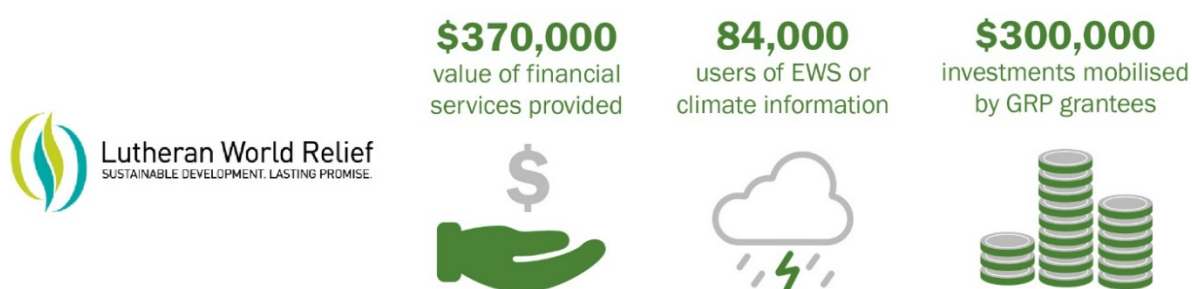 Lutheran World Relief
SUSTAINABLE DEVELOPMENT. LASTING PROMISE.
$370,000
value of financial
services provided
$
84,000
users of EWS or
climate information
$300,000
investments mobilised
by GRP grantees